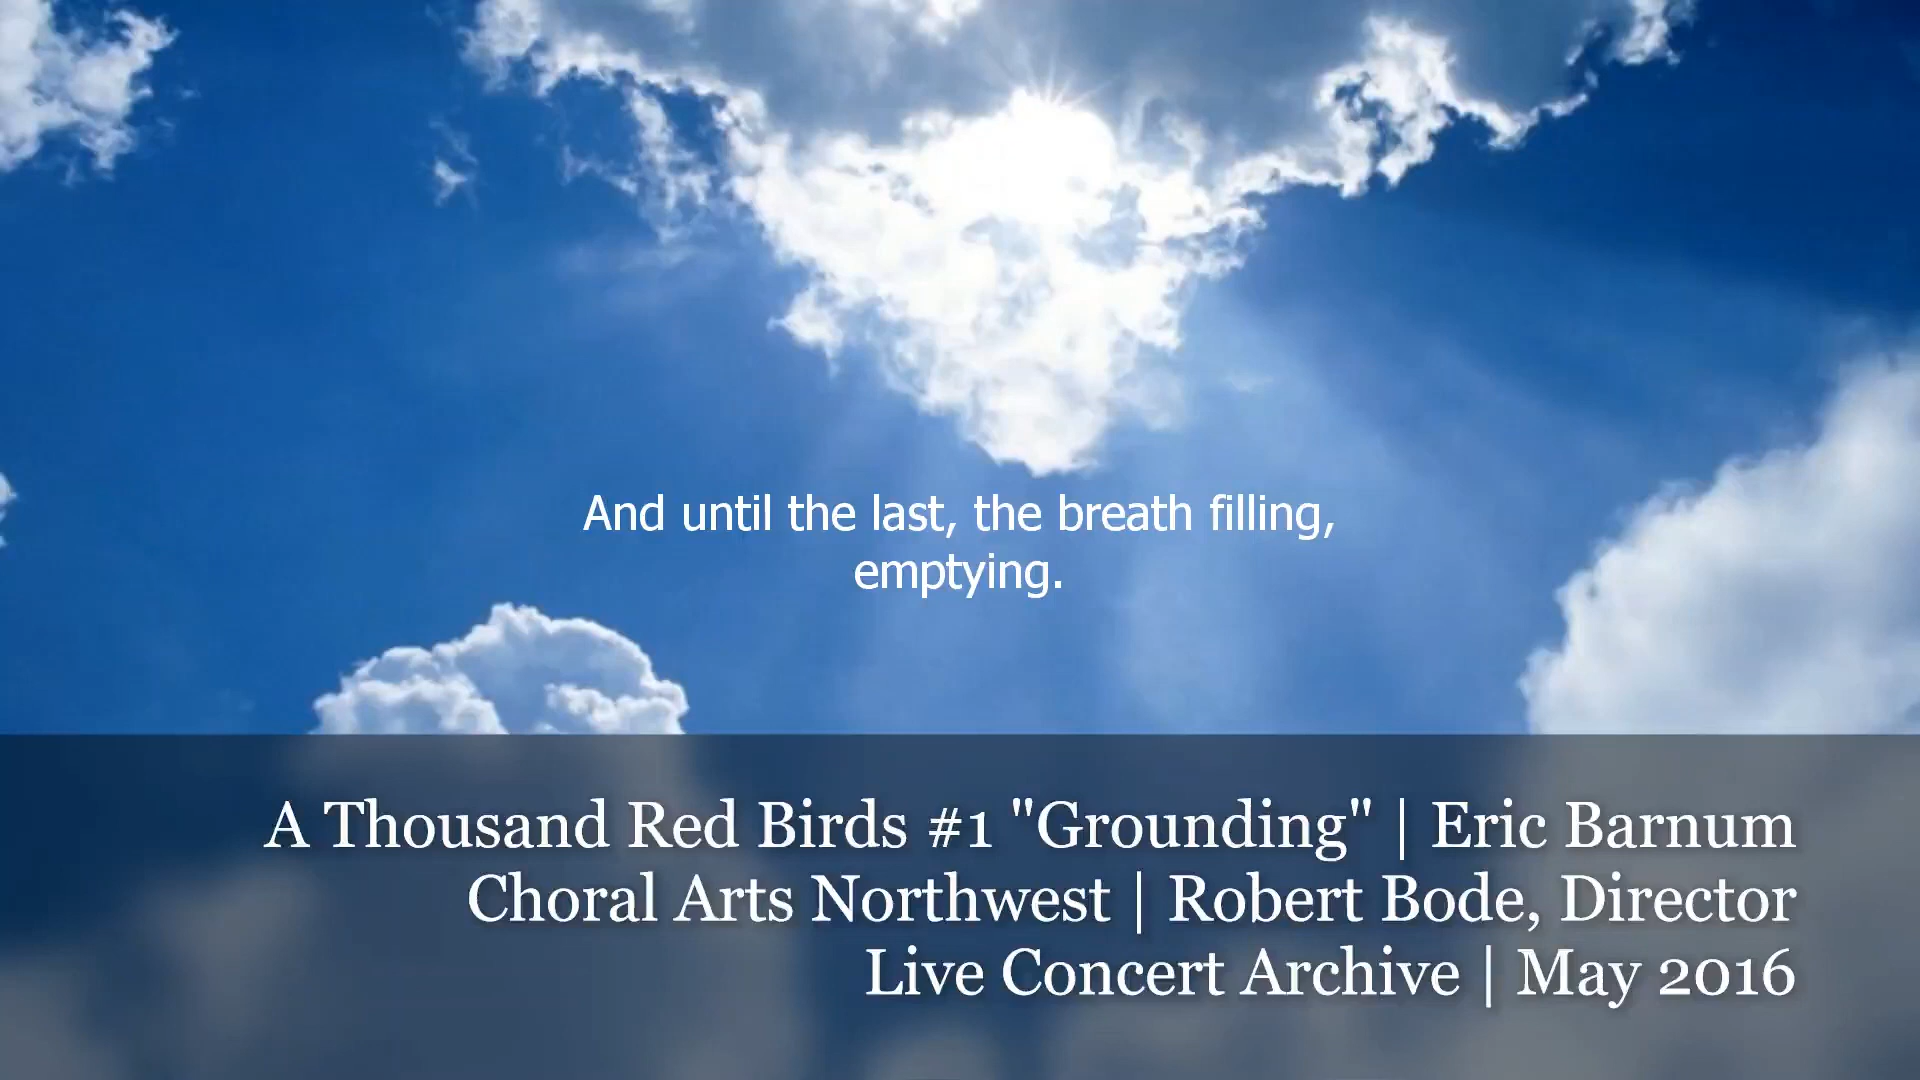 And until the last, the breath filling,
emptying.
A Thousand Red Birds #1 "Grounding" | Eric Barnum
Choral Arts Northwest | Robert Bode, Director
Live Concert Archive | May 2016